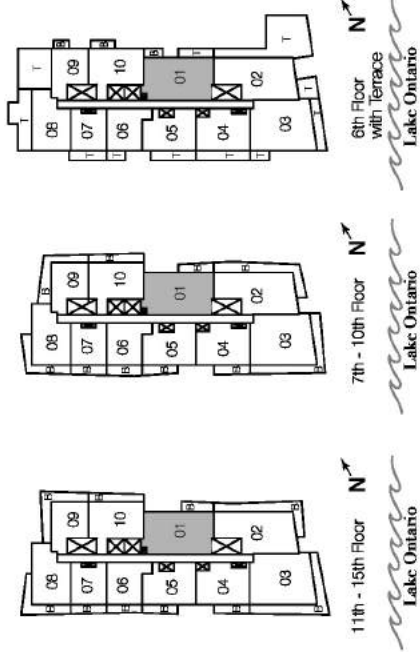 B
B
08
09
B
07
10
B
06
B
05
01
B
B
04
02
03
B
11th - 15th Floor
N
Lake Ontario
B
B
08
09
B
07
10
B
06
B
05
01
B
B
04
02
03
B
7th - 10th Floor
N
Lake Ontario
T
T
B
B
08
09
T
07
10
T
06
B
T
05
01
T
T
04
02
03
T
6th Floor
with Terrace
N
Lake Ontario